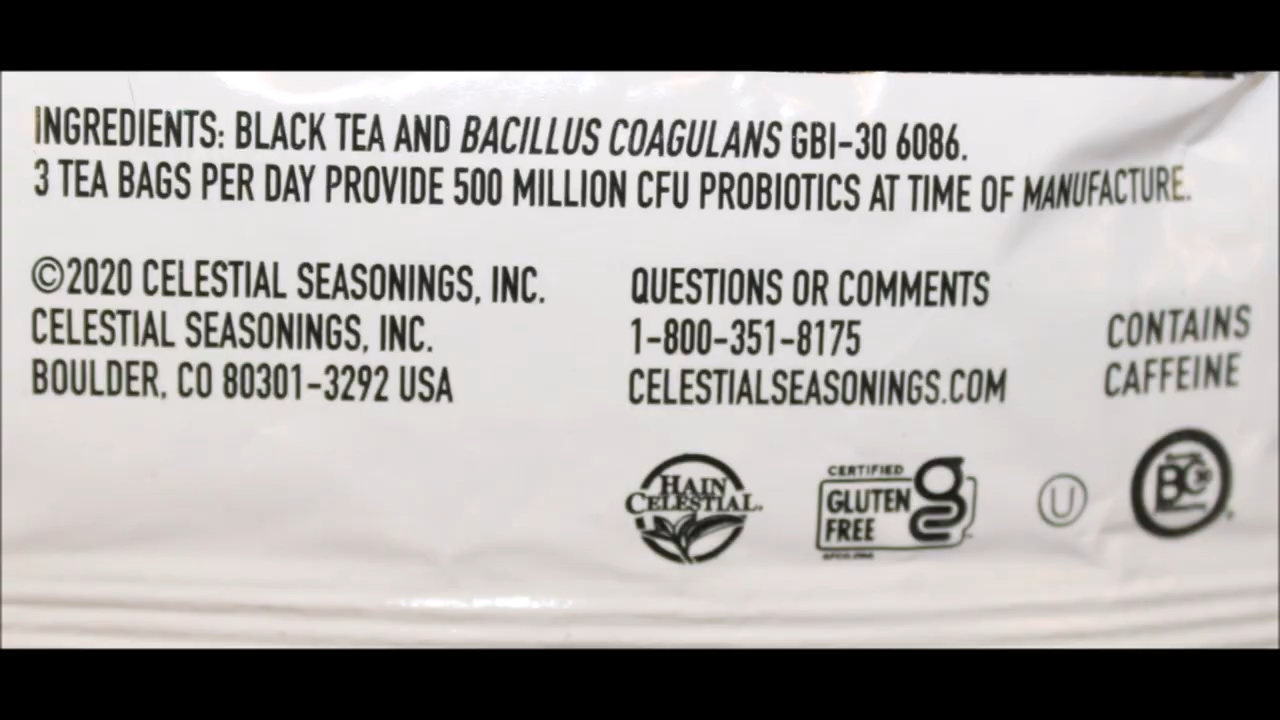 INGREDIENTS: BLACK TEA AND BACILLUS COAGULANS GBI-30 6086.
3 TEA BAGS PER DAY PROVIDE 500 MILLION CFU PROBIOTICS AT TIME OF MANUFACTURE.
©2020 CELESTIAL SEASONINGS, INC.
CELESTIAL SEASONINGS, INC.
BOULDER, CO 80301-3292 USA
QUESTIONS OR COMMENTS
1-800-351-8175
CELESTIALSEASONINGS.COM
CONTAINS
CAFFEINE
HAIN
CELESTIAL
CERTIFIED
GLUTEN
FREE
U
BC30